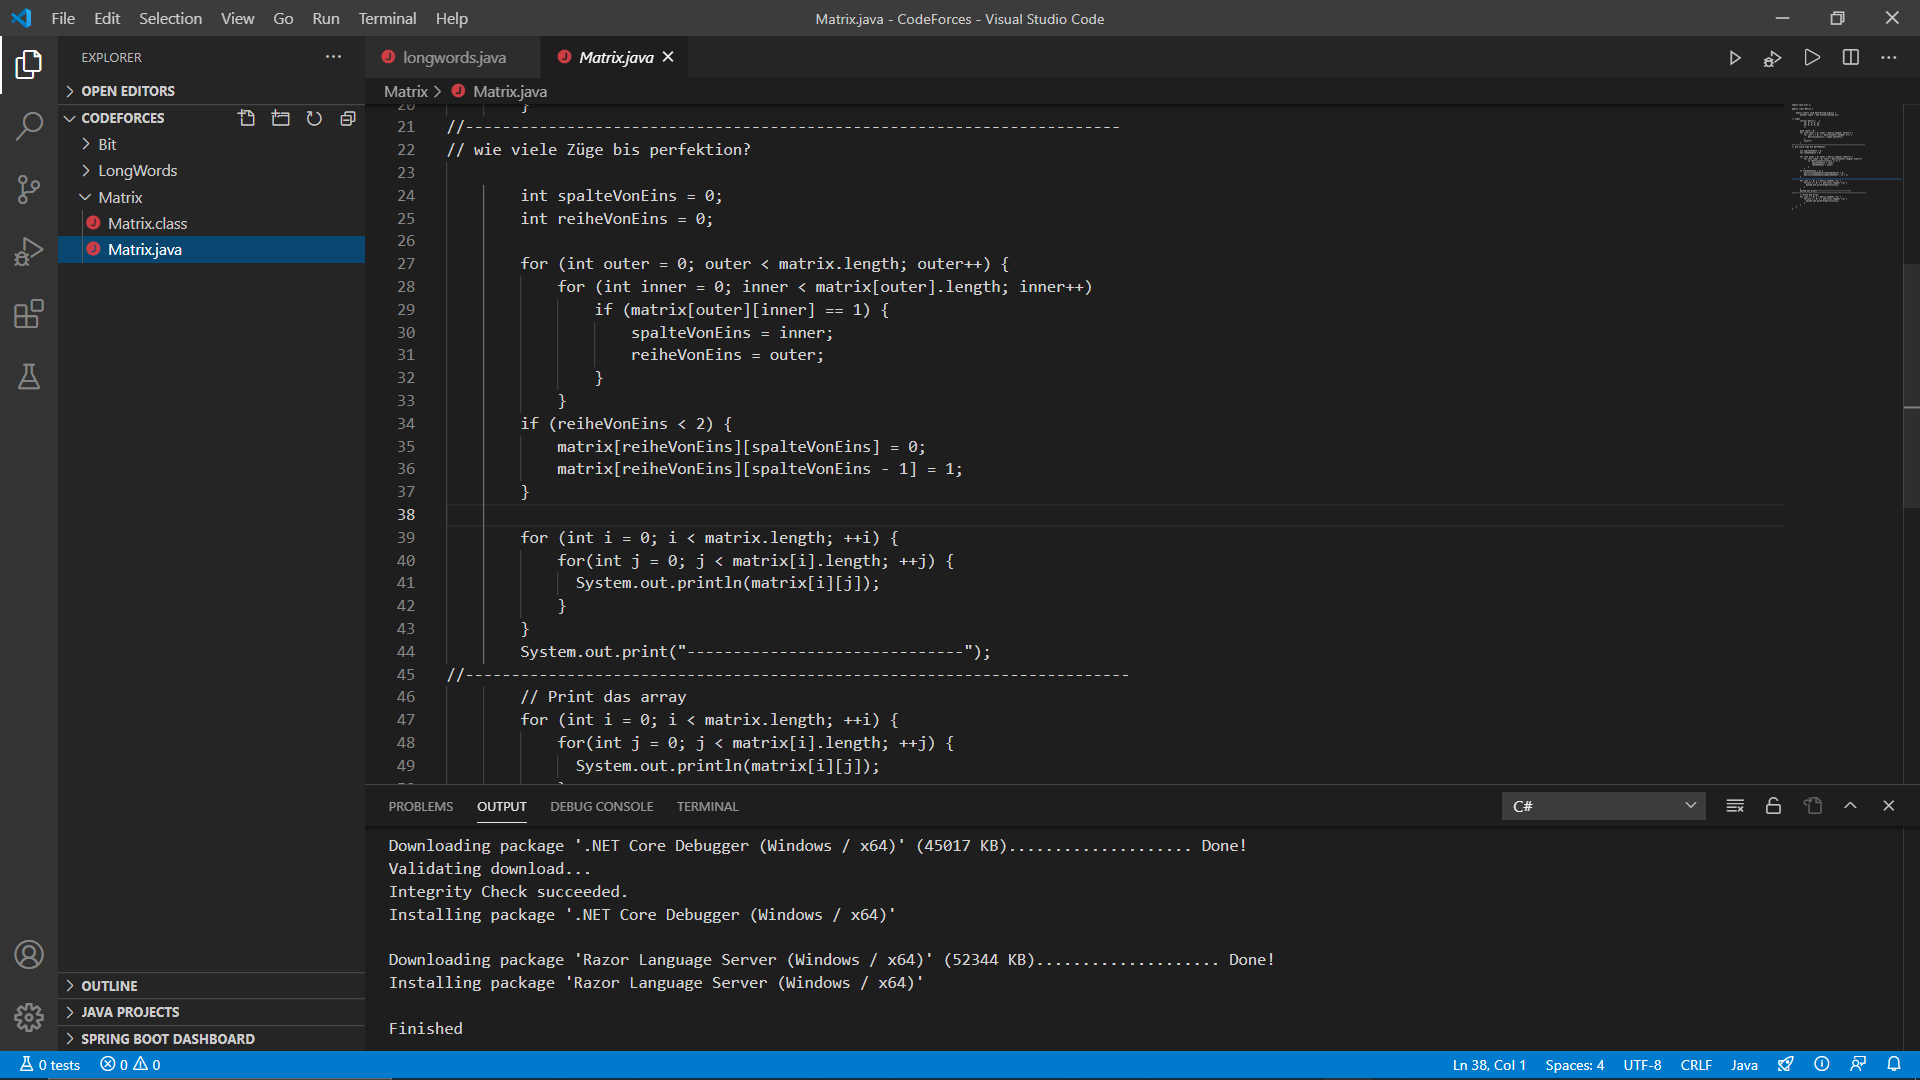 File Edit Selection View Go Run Terminal Help
Matrix.java - CodeForces - Visual Studio Code
EXPLORER
OPEN EDITORS
CODEFORCES
Bit
LongWords
Matrix
Matrix.class
Matrix.java
OUTLINE
JAVA PROJECTS
SPRING BOOT DASHBOARD
longwords.java Matrix.java
Matrix > Matrix.java
20 }
21 //-----------------------------------------------------------------------
22 // wie viele Züge bis perfektion?
23
24 int spalteVonEins = 0;
25 int reiheVonEins = 0;
26
27 for (int outer = 0; outer < matrix.length; outer++) {
28 for (int inner = 0; inner < matrix[outer].length; inner++)
29 if (matrix[outer][inner] == 1) {
30 spalteVonEins = inner;
31 reiheVonEins = outer;
32 }
33 }
34 if (reiheVonEins < 2) {
35 matrix[reiheVonEins][spalteVonEins] = 0;
36 matrix[reiheVonEins][spalteVonEins - 1] = 1;
37 }
38
39 for (int i = 0; i < matrix.length; ++i) {
40 for(int j = 0; j < matrix[i].length; ++j) {
41 System.out.println(matrix[i][j]);
42 }
43 }
44 System.out.print("------------------------------");
45 //------------------------------------------------------------------------
46 // Print das array
47 for (int i = 0; i < matrix.length; ++i) {
48 for(int j = 0; j < matrix[i].length; ++j) {
49 System.out.println(matrix[i][j]);
PROBLEMS OUTPUT DEBUG CONSOLE TERMINAL
C#
Downloading package '.NET Core Debugger (Windows / x64)' (45017 KB).................... Done!
Validating download...
Integrity Check succeeded.
Installing package '.NET Core Debugger (Windows / x64)'
Downloading package 'Razor Language Server (Windows / x64)' (52344 KB).................... Done!
Installing package 'Razor Language Server (Windows / x64)'
Finished
0 tests 0 0
Ln 38, Col 1 Spaces: 4 UTF-8 CRLF Java